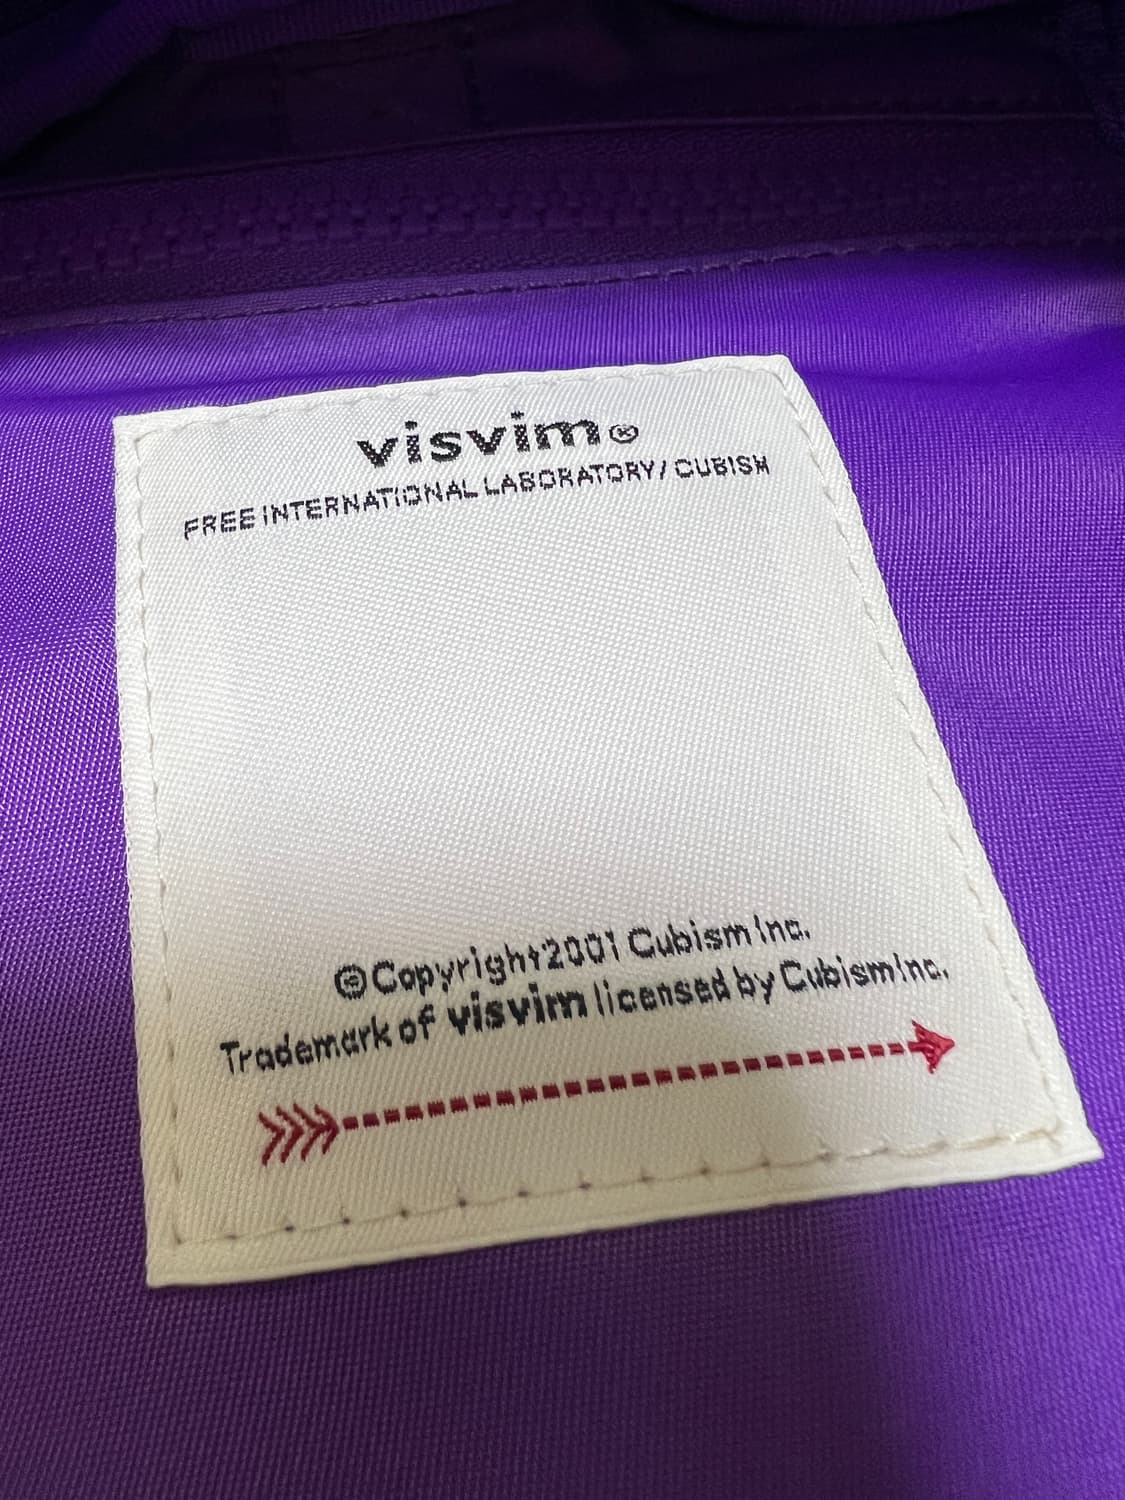 visvim®
FREE INTERNATIONAL LABORATORY/CUBISM
©Copyright2001 Cubism Inc.
Trademark of visvim licensed by Cubism Inc.